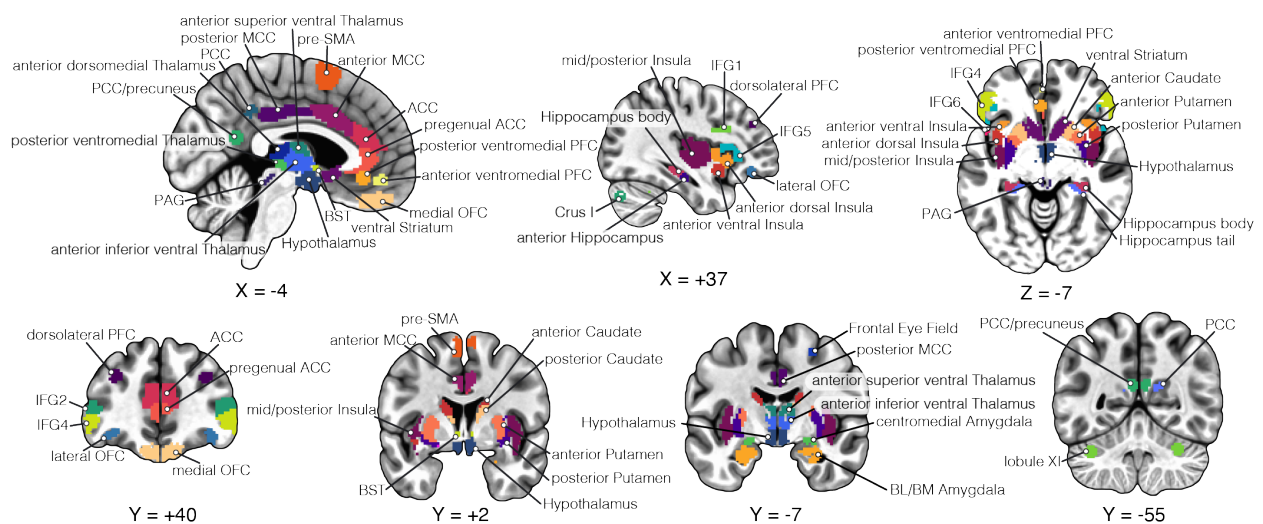 anterior superior ventral Thalamus
posterior MCC
pre-SMA
PCC
anterior MCC
anterior dorsomedial Thalamus
PCC/precuneus
ACC
pregenual ACC
posterior ventromedial Thalamus
posterior ventromedial PFC
anterior ventromedial PFC
PAG
BST
medial OFC
ventral Striatum
anterior inferior ventral Thalamus
Hypothalamus
X = -4
mid/posterior Insula
IFG1
dorsolateral PFC
Hippocampus body
IFG5
lateral OFC
Crus I
anterior dorsal Insula
anterior ventral Insula
anterior Hippocampus
X = +37
anterior ventromedial PFC
posterior ventromedial PFC
ventral Striatum
IFG4
anterior Caudate
IFG6
anterior Putamen
anterior ventral Insula
posterior Putamen
anterior dorsal Insula
mid/posterior Insula
Hypothalamus
PAG
Hippocampus body
Hippocampus tail
Z = -7
dorsolateral PFC
ACC
pregenual ACC
IFG2
IFG4
lateral OFC
medial OFC
Y = +40
pre-SMA
anterior MCC
anterior Caudate
posterior Caudate
mid/posterior Insula
anterior Putamen
posterior Putamen
BST
Hypothalamus
Y = +2
Frontal Eye Field
posterior MCC
anterior superior ventral Thalamus
anterior inferior ventral Thalamus
Hypothalamus
centromedial Amygdala
BL/BM Amygdala
Y = -7
PCC/precuneus
PCC
lobule XI
Y = -55